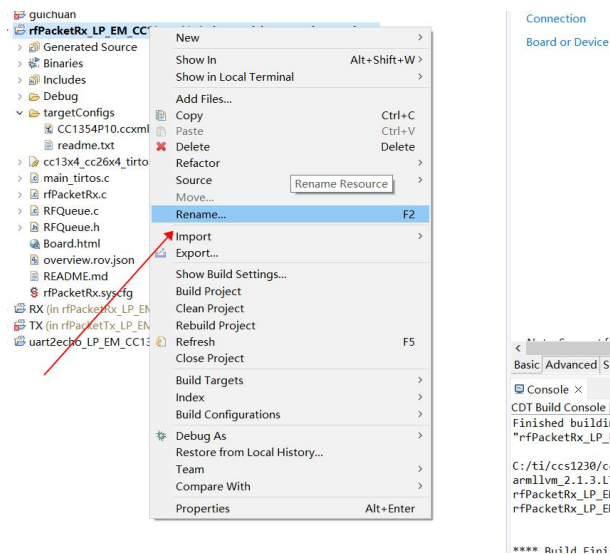 guichuan
rfPacketRx_LP_EM_CC
Generated Source
Binaries
Includes
Debug
targetConfigs
CC1354P10.ccxml
readme.txt
cc13x4_cc26x4_tirto
main_tirtos.c
rfPacketRx.c
RFQueue.c
RFQueue.h
Board.html
overview.rov.json
README.md
rfPacketRx.syscfg
RX (in rfPacketRx_LP_EM
TX (in rfPacketTx_LP_EM
uart2echo_LP_EM_CC13
New
Show In Alt+Shift+W
Show in Local Terminal
Add Files...
Copy Ctrl+C
Paste Ctrl+V
Delete Delete
Refactor
Source
Rename Resource
Move...
Rename... F2
Import
Export...
Show Build Settings...
Build Project
Clean Project
Rebuild Project
Refresh F5
Close Project
Build Targets
Index
Build Configurations
Debug As
Restore from Local History...
Team
Compare With
Properties Alt+Enter
Connection
Board or Device
Basic Advanced
Console
CDT Build Console
Finished buildin
"rfPacketRx_LP_
C:/ti/ccs1230/c
armllvm_2.1.3.L
rfPacketRx_LP_E
rfPacketRx_LP_E
**** Build Fini